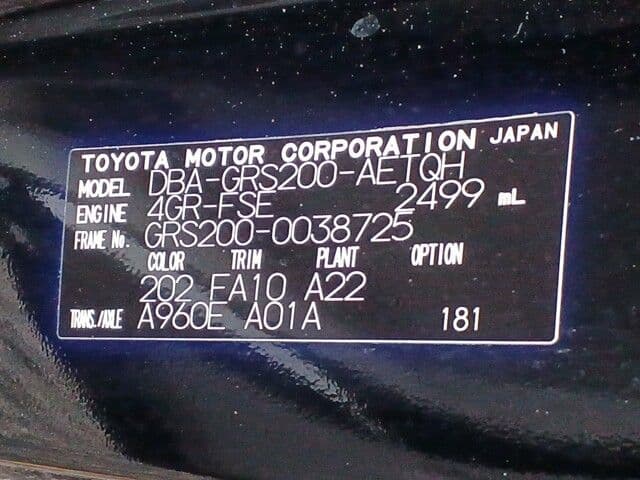 TOYOTA MOTOR CORPORATION JAPAN
MODEL DBA-GRS200-AETQH
ENGINE 4GR-FSE 2499 mL
FRAME No. GRS200-0038725
COLOR TRIM PLANT OPTION
202 FA10 A22
TRANS./AXLE A960E A01A 181